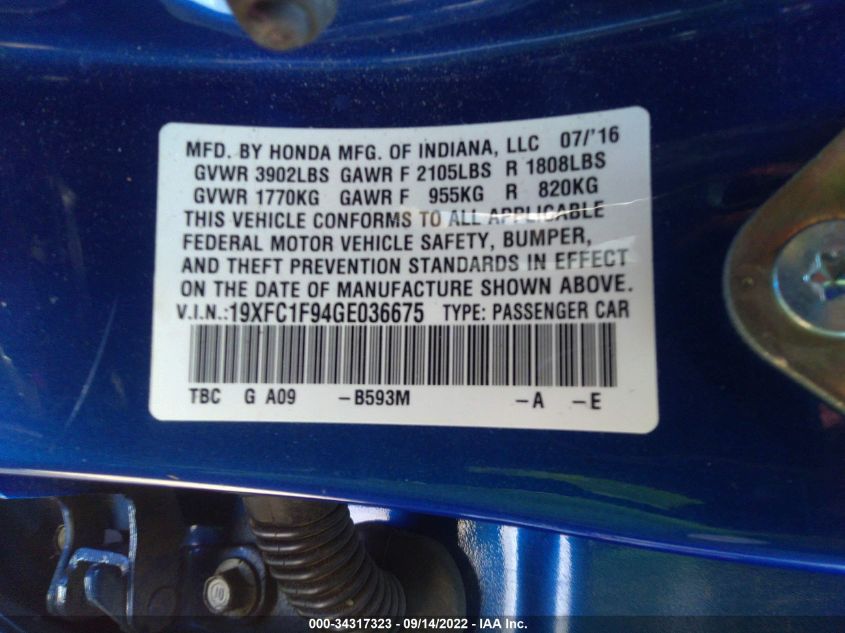 MFD. BY HONDA MFG. OF INDIANA, LLC 07/'16
GVWR 3902LBS GAWR F 2105LBS R 1808LBS
GVWR 1770KG GAWR F 955KG R 820KG
THIS VEHICLE CONFORMS TO ALL APPLICABLE
FEDERAL MOTOR VEHICLE SAFETY, BUMPER,
AND THEFT PREVENTION STANDARDS IN EFFECT
ON THE DATE OF MANUFACTURE SHOWN ABOVE.
V.I.N.:19XFC1F94GE036675 TYPE: PASSENGER CAR
TBC G A09 -B593M -A -E
000-34317323 - 09/14/2022 - IAA Inc.